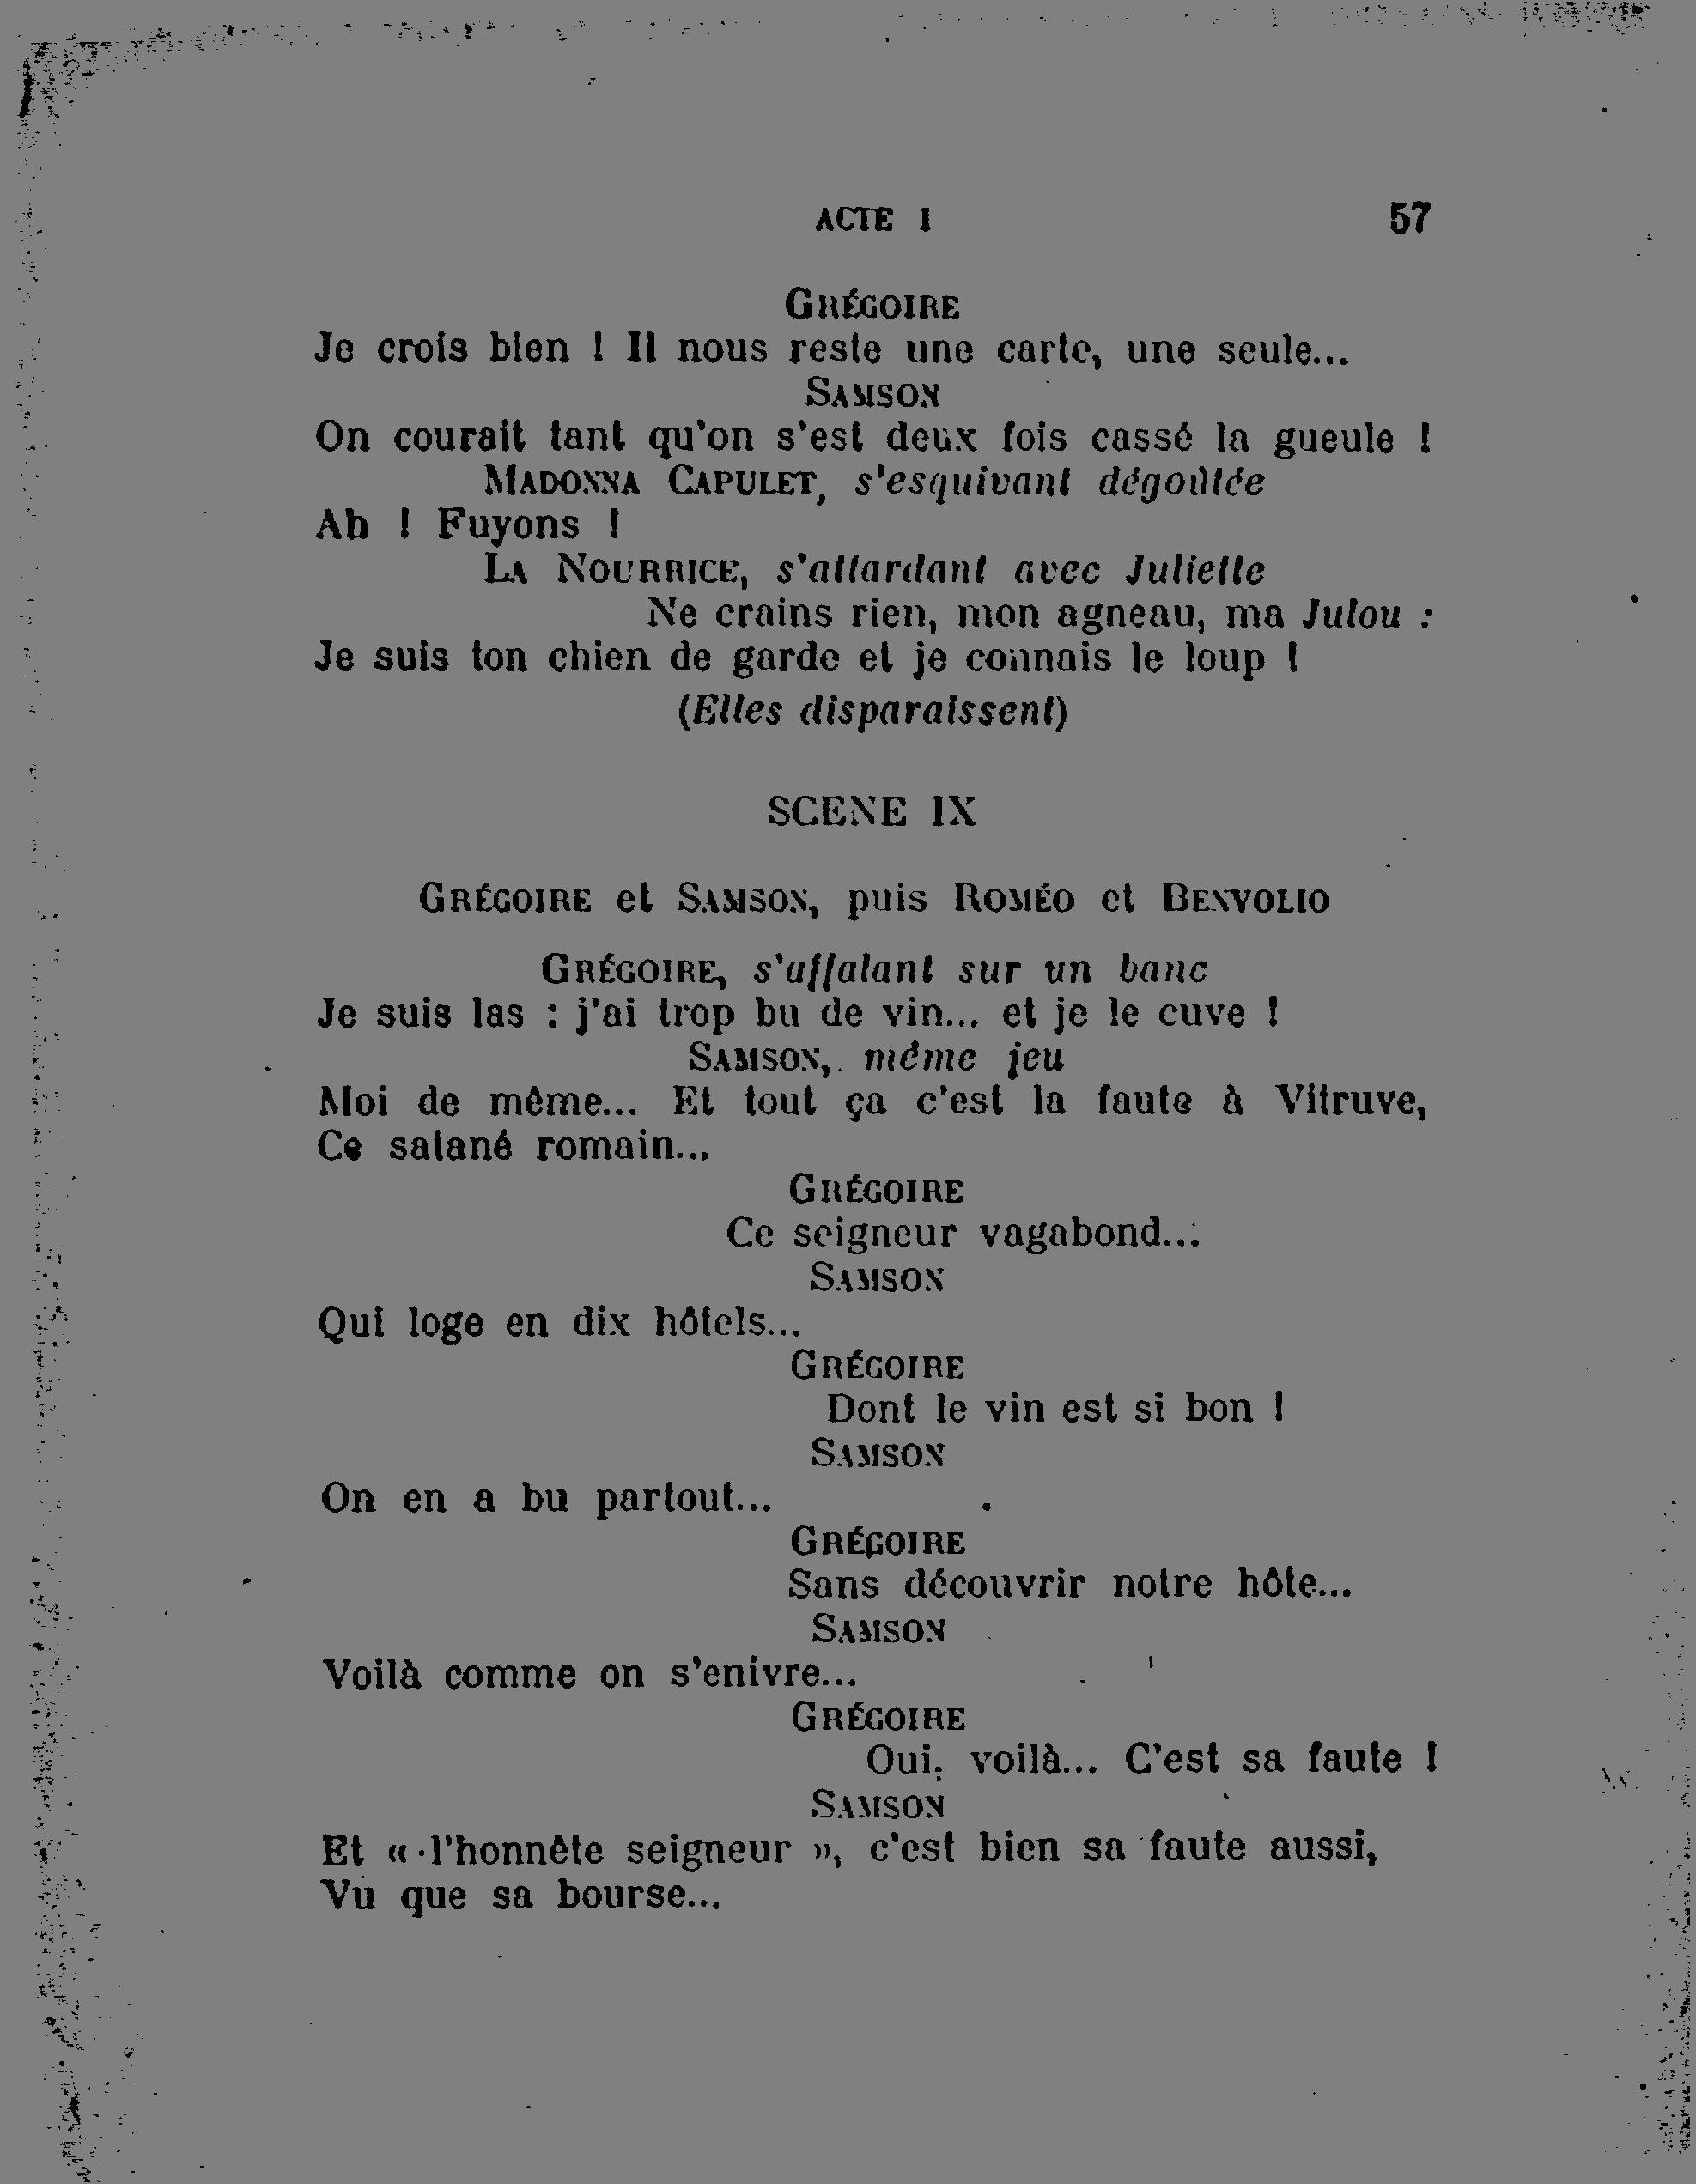 ACTE I 57
GRÉGOIRE
Je crois bien ! Il nous reste une carte, une seule...
SAMSON
On courait tant qu'on s'est deux fois cassé la gueule !
MADONNA CAPULET, s'esquivant dégoûtée
Ah ! Fuyons !
LA NOURRICE, s'attardant avec Juliette
Ne crains rien, mon agneau, ma Julou :
Je suis ton chien de garde et je connais le loup !
(Elles disparaissent)
SCENE IX
GRÉGOIRE et SAMSON, puis ROMÉO et BENVOLIO
GRÉGOIRE, s'affalant sur un banc
Je suis las : j'ai trop bu de vin... et je le cuve !
SAMSON, même jeu
Moi de même... Et tout ça c'est la faute à Vitruve,
Ce satané romain...
GRÉGOIRE
Ce seigneur vagabond...
SAMSON
Qui loge en dix hôtels...
GRÉGOIRE
Dont le vin est si bon !
SAMSON
On en a bu partout...
GRÉGOIRE
Sans découvrir notre hôte...
SAMSON
Voilà comme on s'enivre...
GRÉGOIRE
Oui, voilà... C'est sa faute !
SAMSON
Et « l'honnête seigneur », c'est bien sa faute aussi,
Vu que sa bourse...